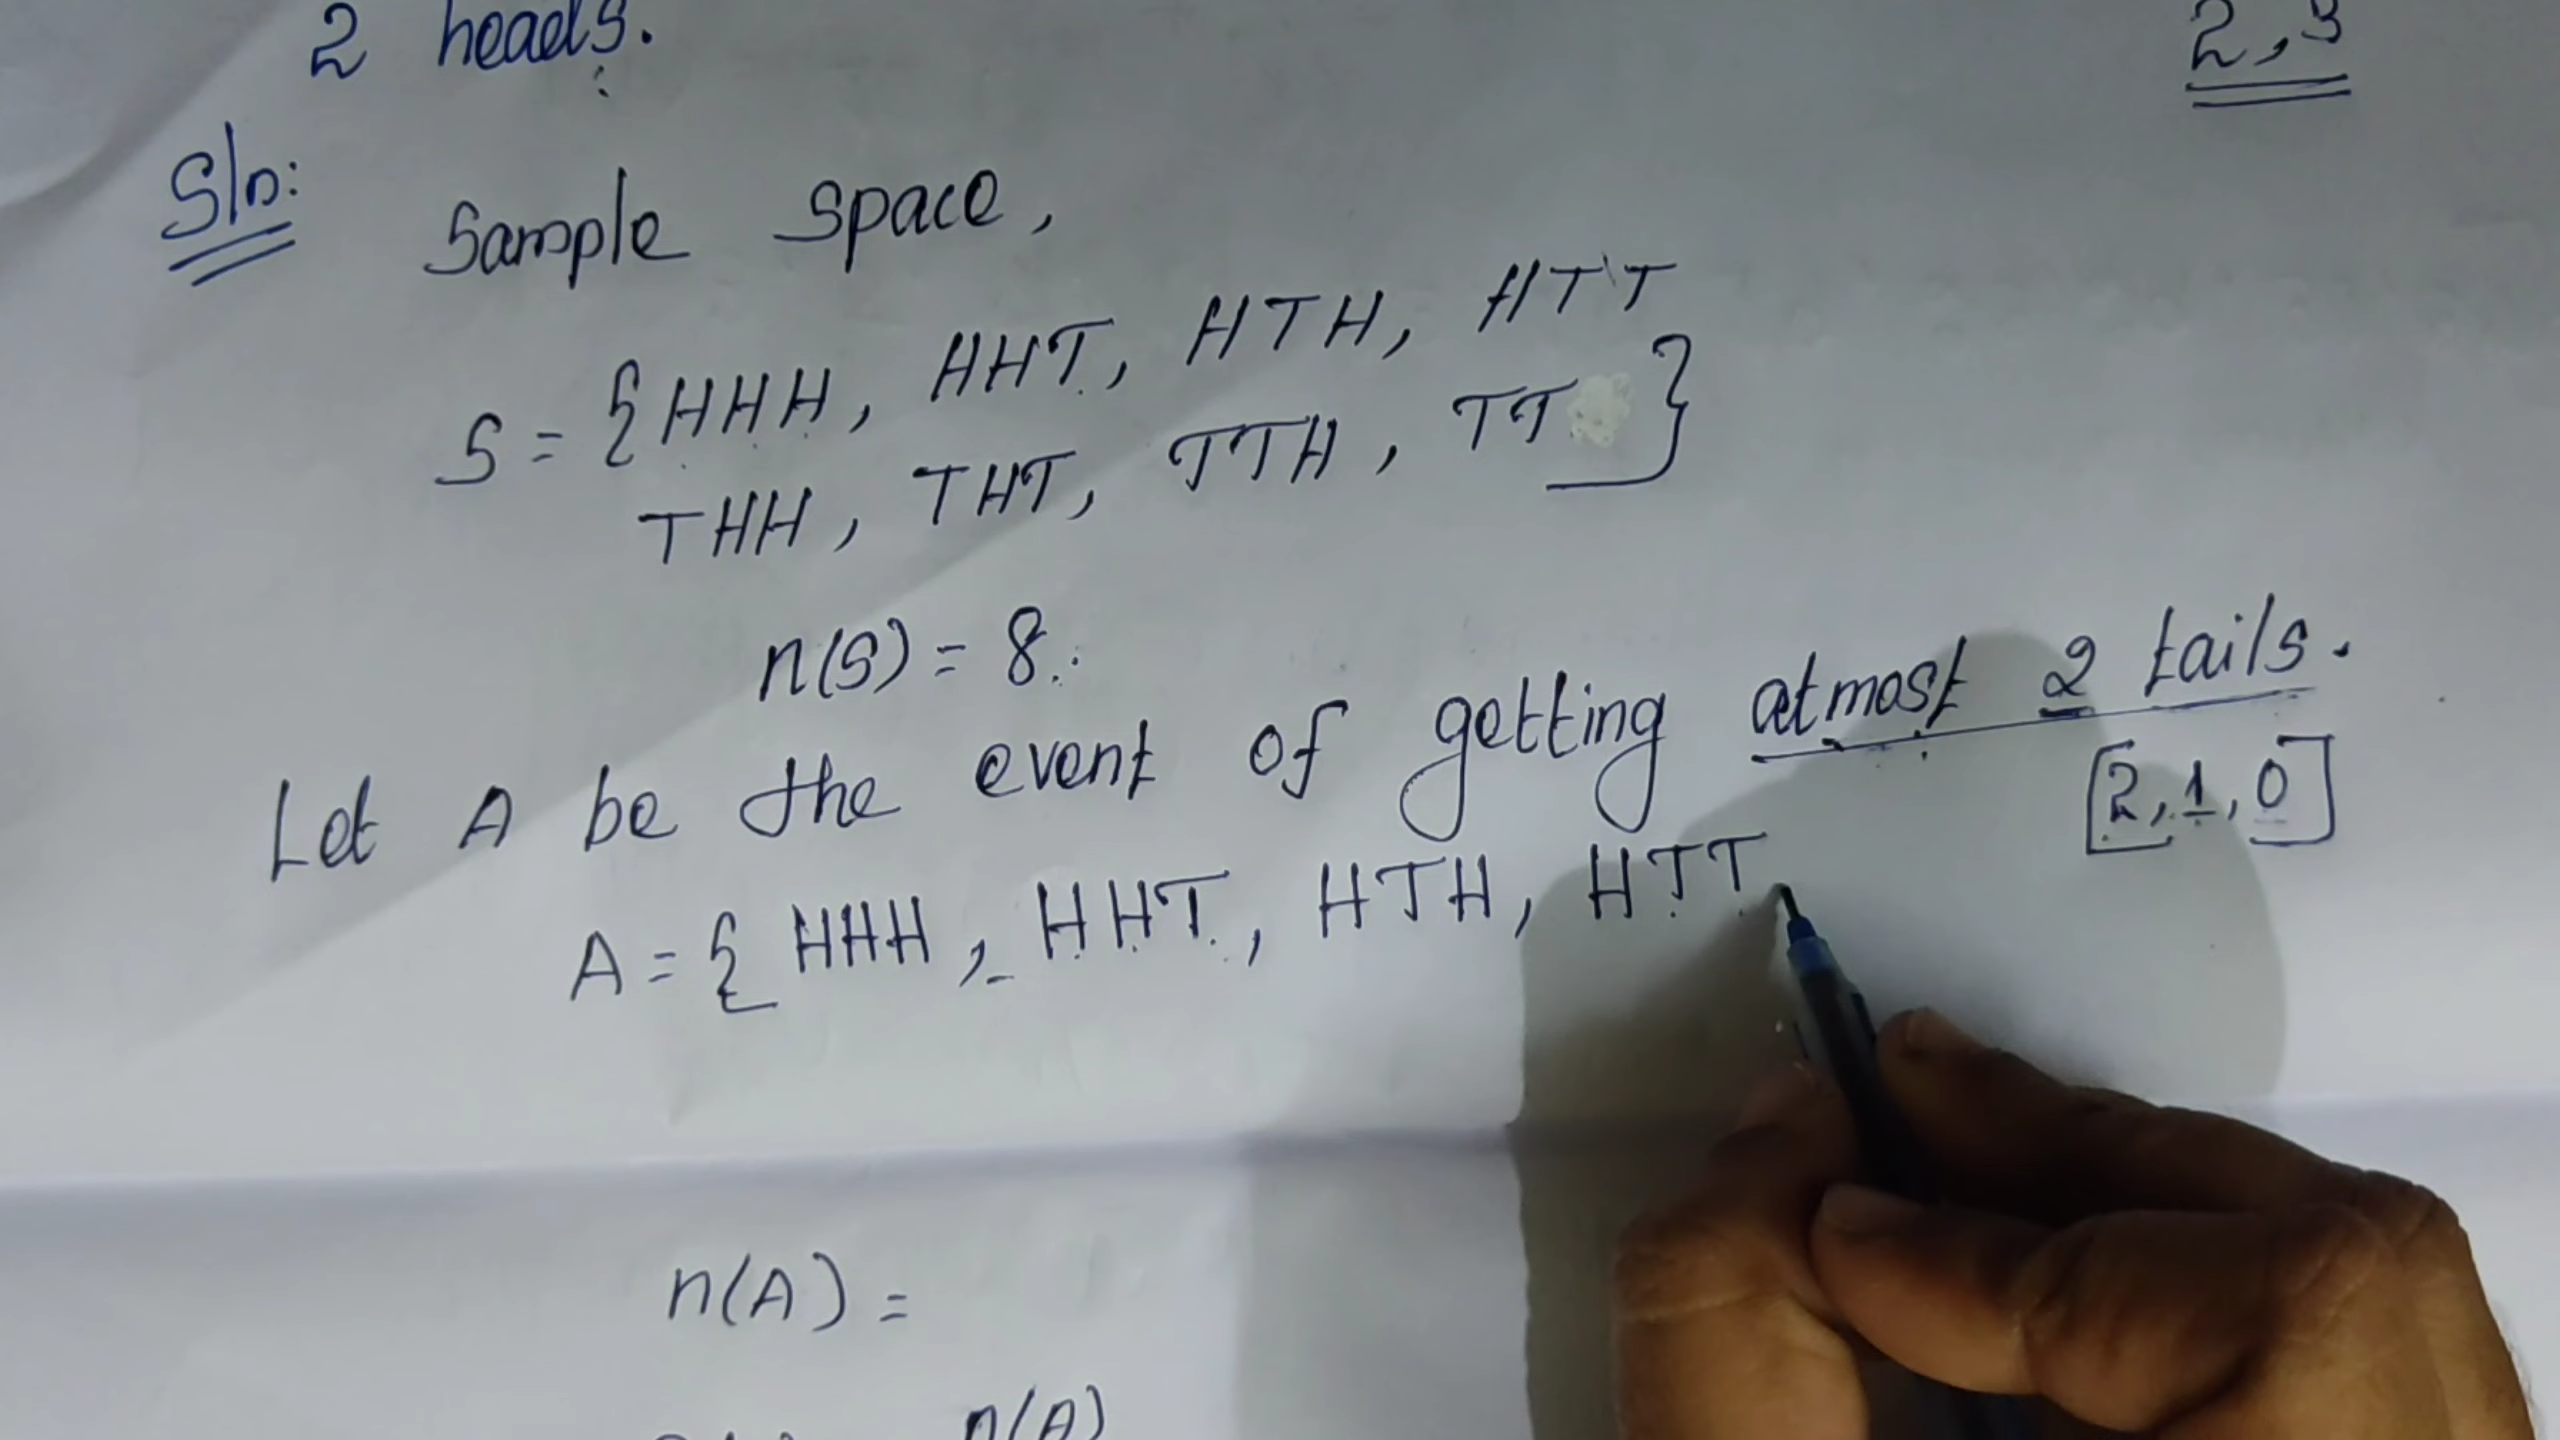 2 heads.
2, 3
Sln:
Sample space,
S = {HHH, HHT, HTH, HTT
THH, THT, TTH, TT }
n(S) = 8.
Let A be the event of getting atmost 2 tails.
[2, 1, 0]
A = { HHH, HHT, HTH, HTT
n(A) =
n(A)